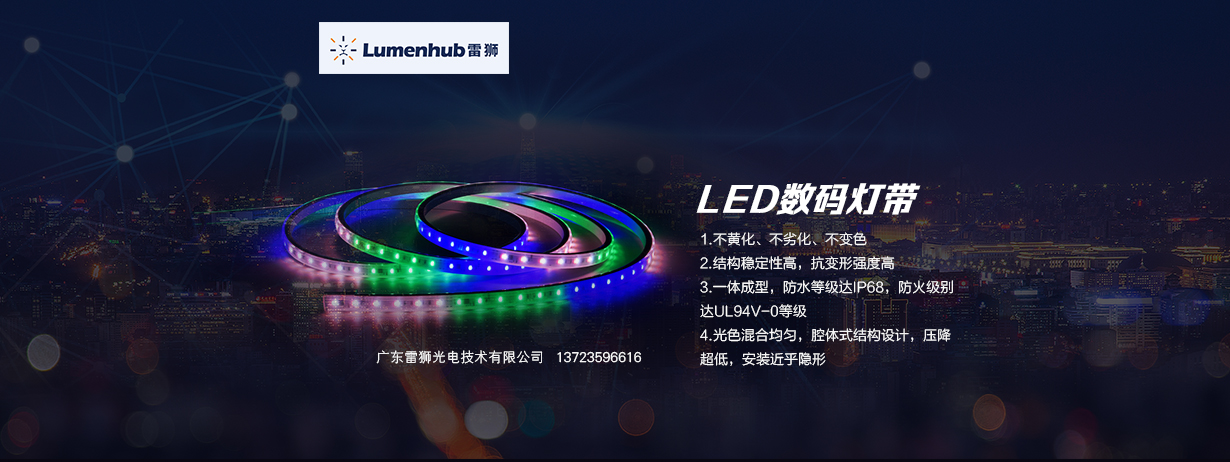 Lumenhub雷狮
LED数码灯带
1.不黄化、不劣化、不变色
2.结构稳定性高，抗变形强度高
3.一体成型，防水等级达IP68，防火级别
达UL94V-0等级
4.光色混合均匀，腔体式结构设计，压降
超低，安装近乎隐形
广东雷狮光电技术有限公司 13723596616